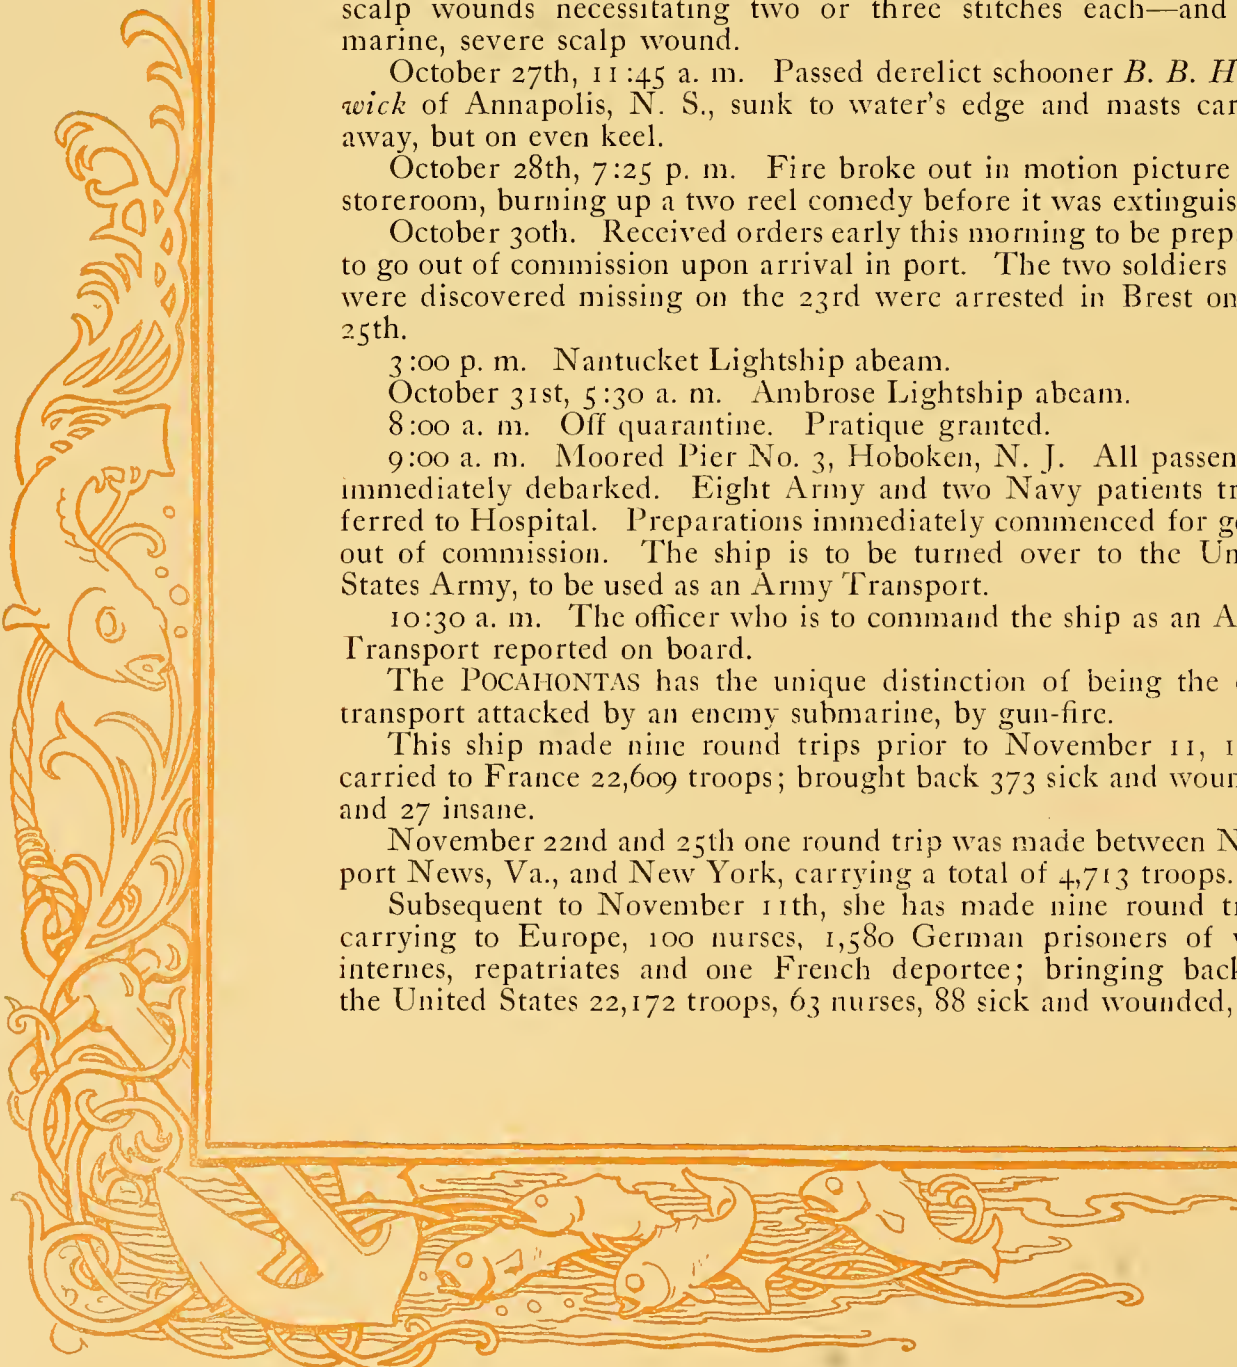 scalp wounds necessitating two or three stitches each—and
marine, severe scalp wound.
October 27th, 11:45 a. m. Passed derelict schooner B. B. H
wick of Annapolis, N. S., sunk to water's edge and masts car
away, but on even keel.
October 28th, 7:25 p. m. Fire broke out in motion picture
storeroom, burning up a two reel comedy before it was extinguis
October 30th. Received orders early this morning to be prep
to go out of commission upon arrival in port. The two soldiers
were discovered missing on the 23rd were arrested in Brest on
25th.
3:00 p. m. Nantucket Lightship abeam.
October 31st, 5:30 a. m. Ambrose Lightship abeam.
8:00 a. m. Off quarantine. Pratique granted.
9:00 a. m. Moored Pier No. 3, Hoboken, N. J. All passen
immediately debarked. Eight Army and two Navy patients tr
ferred to Hospital. Preparations immediately commenced for g
out of commission. The ship is to be turned over to the Un
States Army, to be used as an Army Transport.
10:30 a. m. The officer who is to command the ship as an A
Transport reported on board.
The POCAHONTAS has the unique distinction of being the
transport attacked by an enemy submarine, by gun-fire.
This ship made nine round trips prior to November 11, 1
carried to France 22,609 troops; brought back 373 sick and woun
and 27 insane.
November 22nd and 25th one round trip was made between N
port News, Va., and New York, carrying a total of 4,713 troops.
Subsequent to November 11th, she has made nine round t
carrying to Europe, 100 nurses, 1,580 German prisoners of
internes, repatriates and one French deportee; bringing back
the United States 22,172 troops, 63 nurses, 88 sick and wounded,